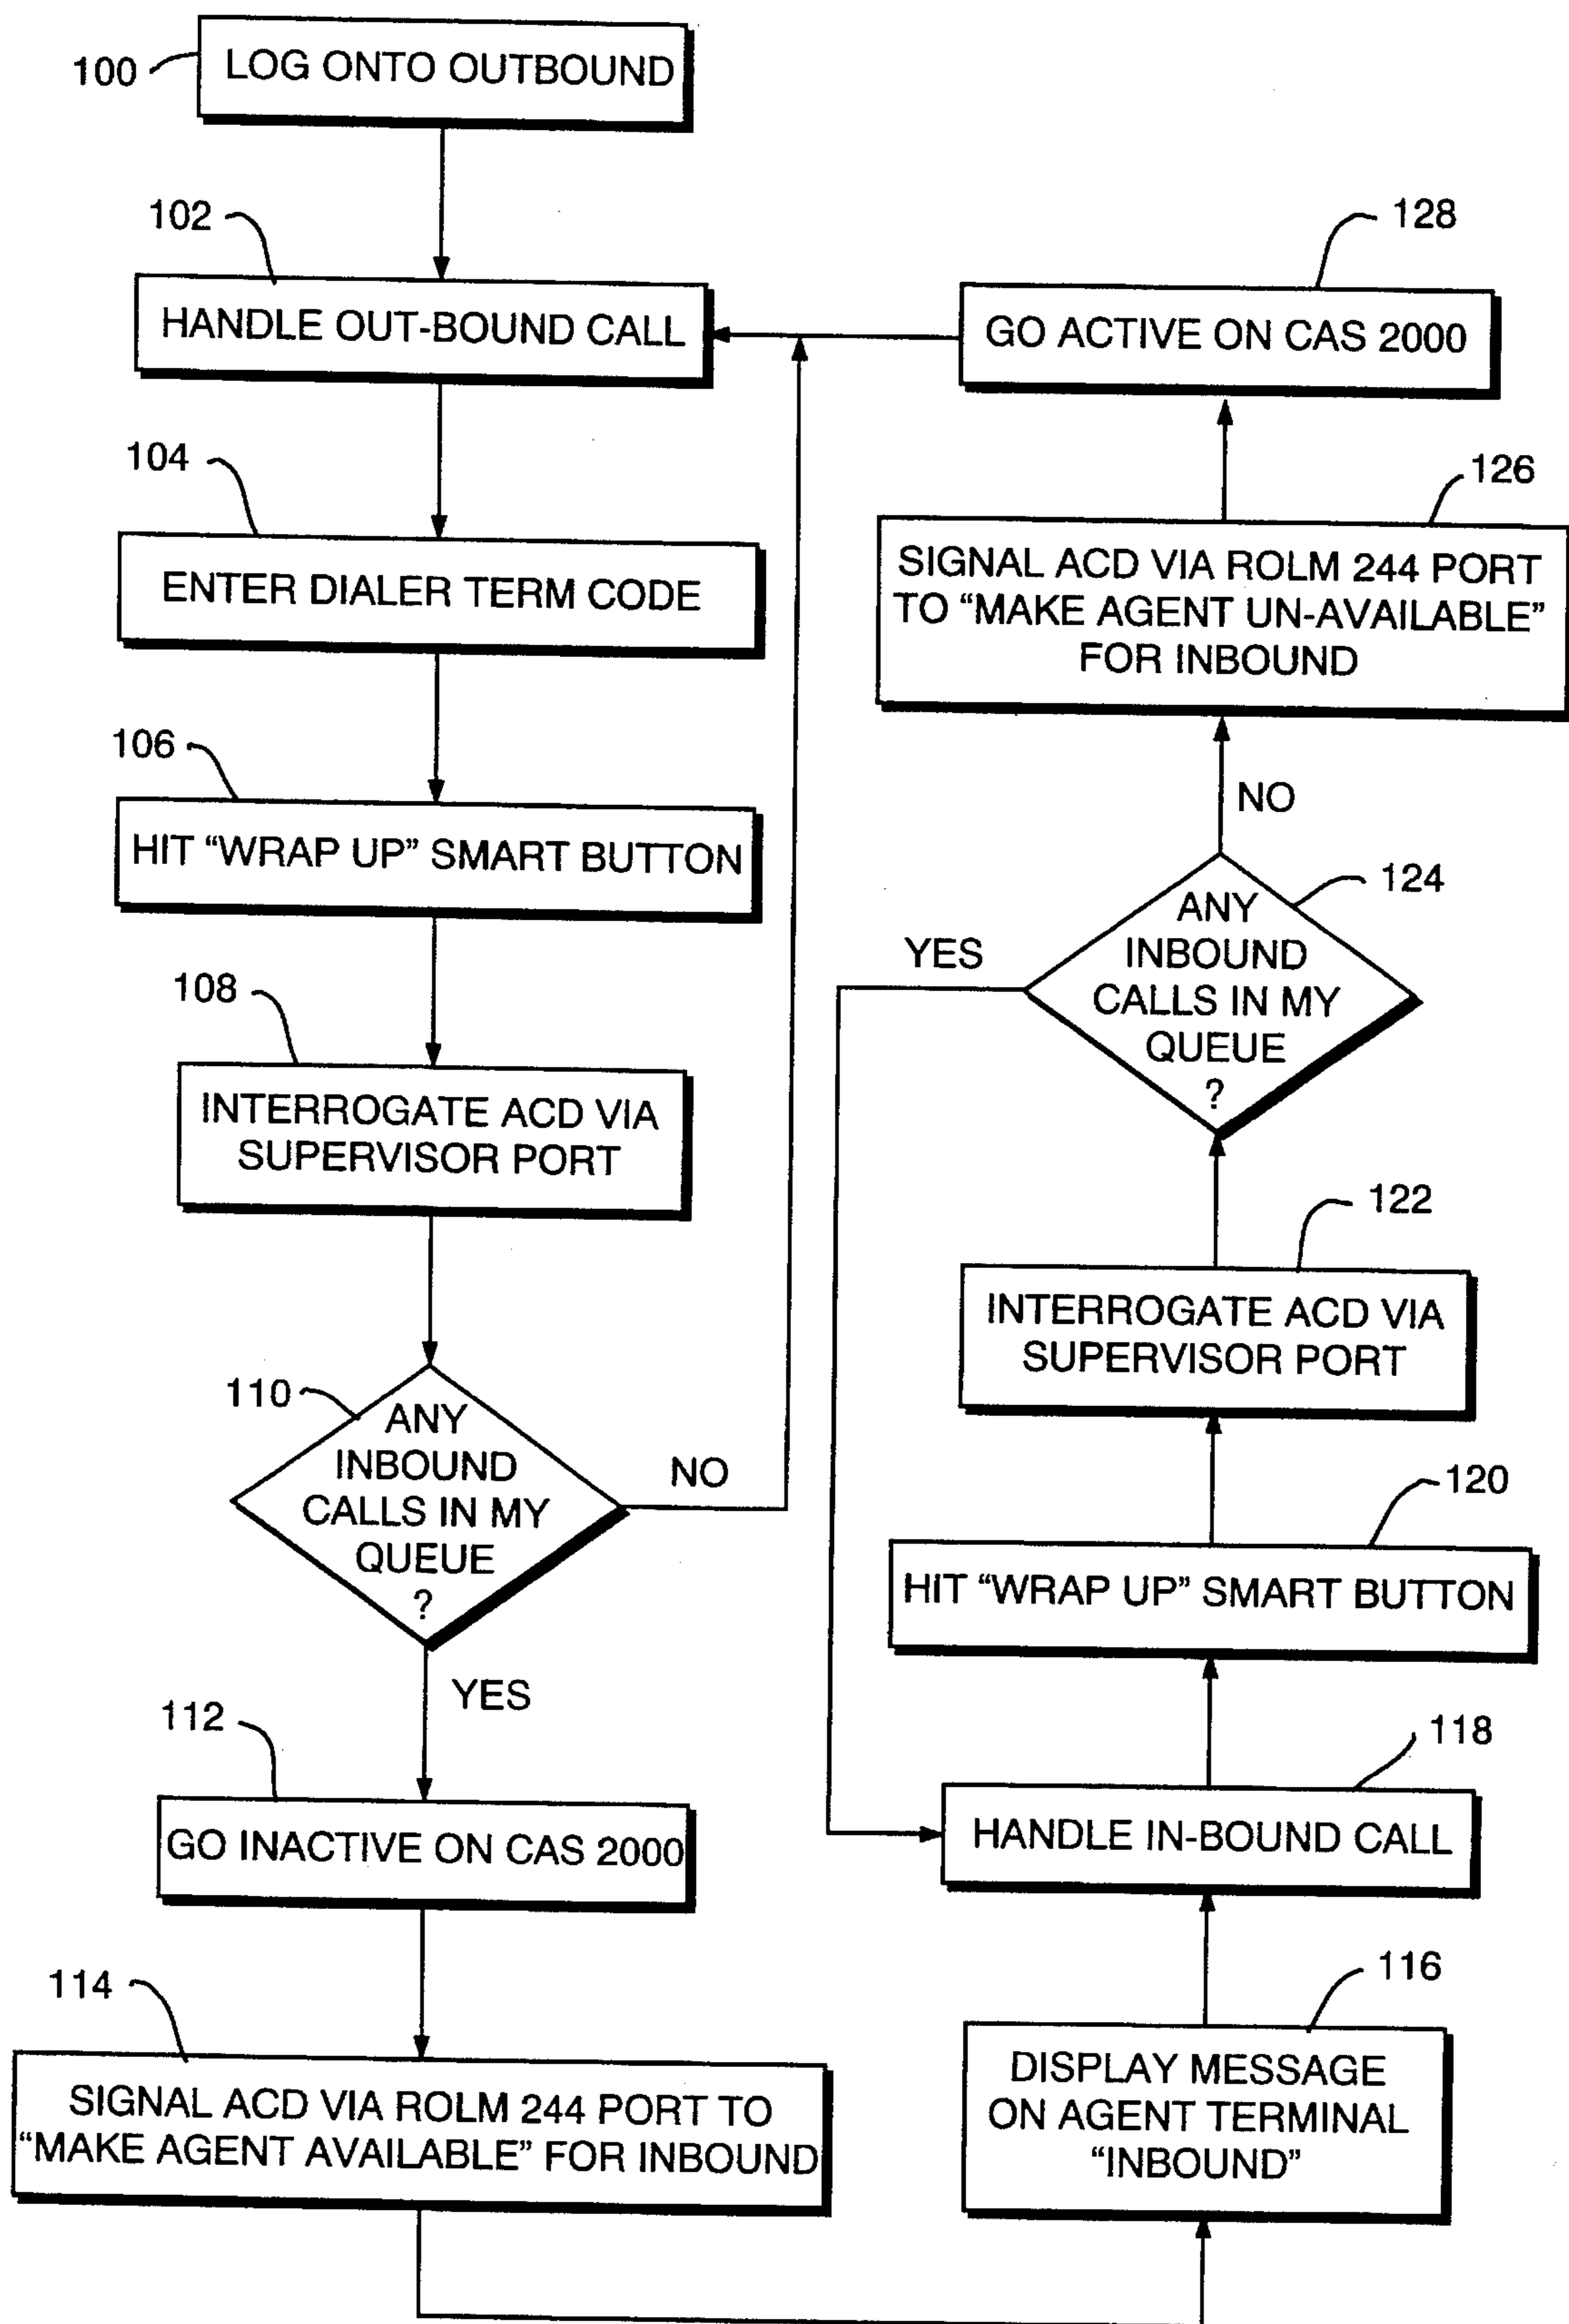 100
LOG ONTO OUTBOUND
102
HANDLE OUT-BOUND CALL
104
ENTER DIALER TERM CODE
106
HIT “WRAP UP” SMART BUTTON
108
INTERROGATE ACD VIA
SUPERVISOR PORT
110
ANY
INBOUND
CALLS IN MY
QUEUE
?
NO
YES
112
GO INACTIVE ON CAS 2000
114
SIGNAL ACD VIA ROLM 244 PORT TO
“MAKE AGENT AVAILABLE” FOR INBOUND
116
DISPLAY MESSAGE
ON AGENT TERMINAL
“INBOUND”
118
HANDLE IN-BOUND CALL
120
HIT “WRAP UP” SMART BUTTON
122
INTERROGATE ACD VIA
SUPERVISOR PORT
124
ANY
INBOUND
CALLS IN MY
QUEUE
?
YES
NO
126
SIGNAL ACD VIA ROLM 244 PORT
TO “MAKE AGENT UN-AVAILABLE”
FOR INBOUND
128
GO ACTIVE ON CAS 2000